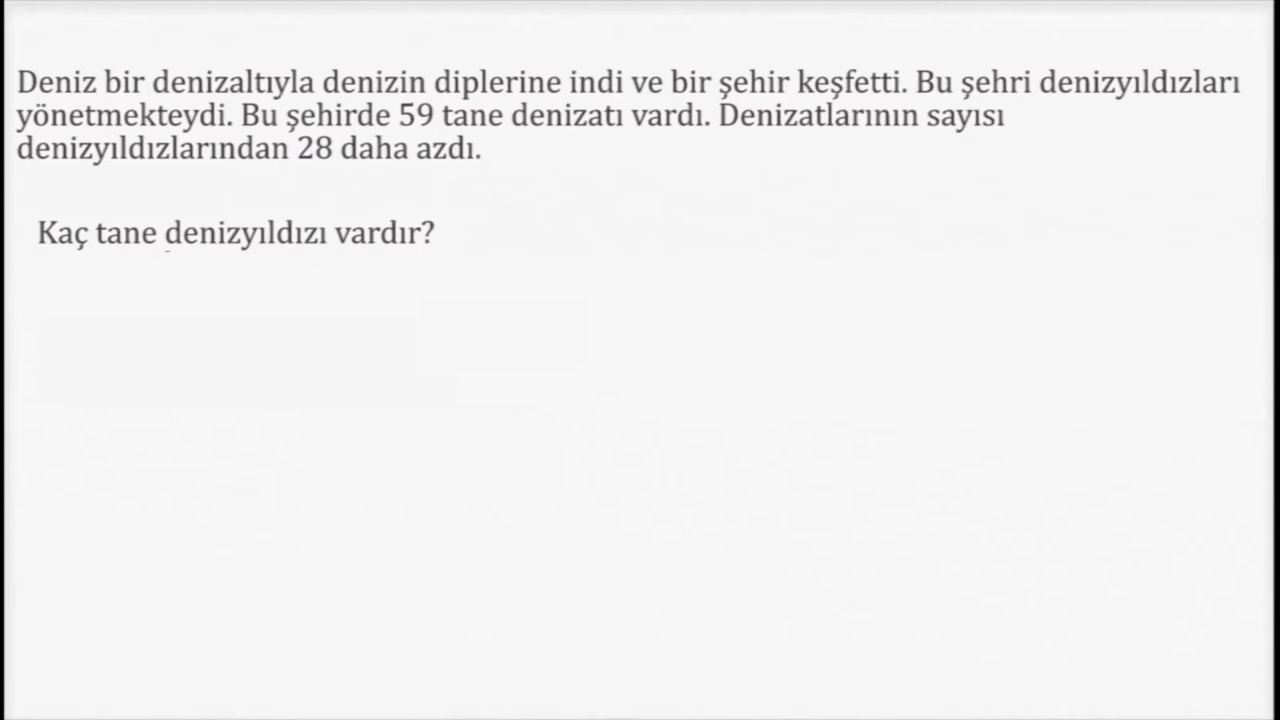 Deniz bir denizaltıyla denizin diplerine indi ve bir şehir keşfetti. Bu şehri denizyıldızları
yönetmekteydi. Bu şehirde 59 tane denizatı vardı. Denizatlarının sayısı
denizyıldızlarından 28 daha azdı.
Kaç tane denizyıldızı vardır?